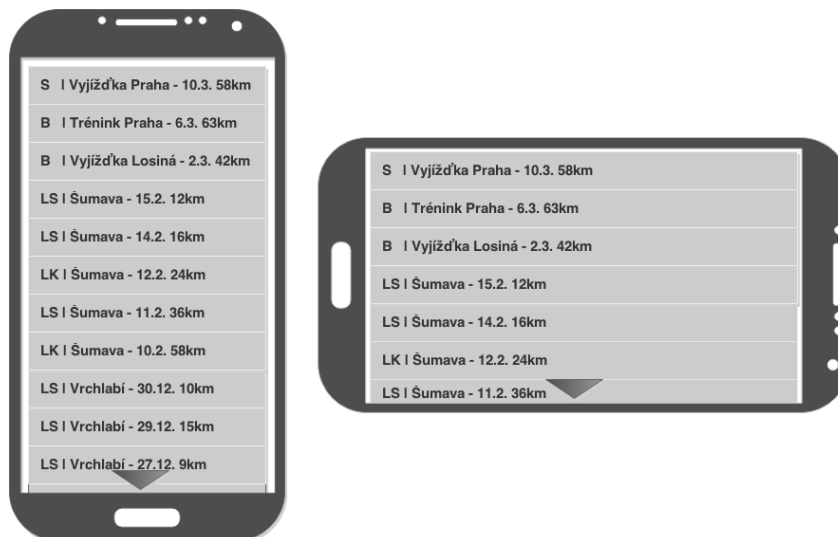 S | Vyjížďka Praha - 10.3. 58km
B | Trénink Praha - 6.3. 63km
B | Vyjížďka Losiná - 2.3. 42km
LS | Šumava - 15.2. 12km
LS | Šumava - 14.2. 16km
LK | Šumava - 12.2. 24km
LS | Šumava - 11.2. 36km
LK | Šumava - 10.2. 58km
LS | Vrchlabí - 30.12. 10km
LS | Vrchlabí - 29.12. 15km
LS | Vrchlabí - 27.12. 9km
S | Vyjížďka Praha - 10.3. 58km
B | Trénink Praha - 6.3. 63km
B | Vyjížďka Losiná - 2.3. 42km
LS | Šumava - 15.2. 12km
LS | Šumava - 14.2. 16km
LK | Šumava - 12.2. 24km
LS | Šumava - 11.2. 36km